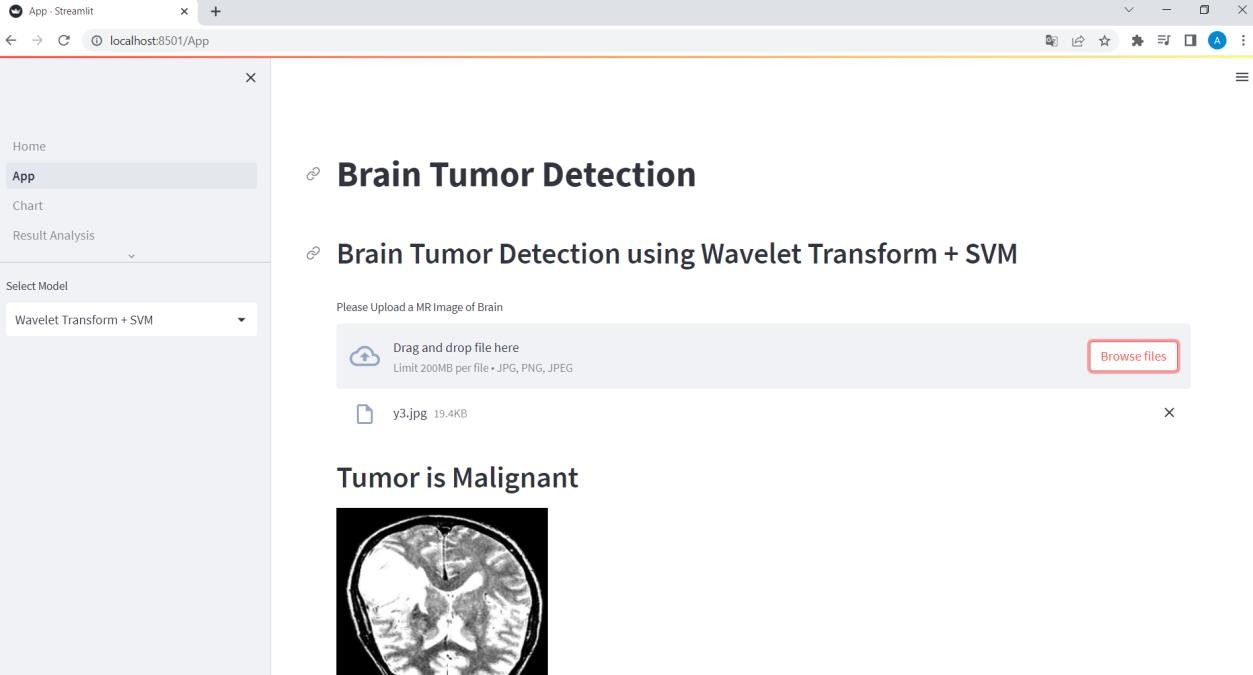 App · Streamlit
localhost:8501/App
A
Home
App
Chart
Result Analysis
Select Model
Wavelet Transform + SVM
Brain Tumor Detection
Brain Tumor Detection using Wavelet Transform + SVM
Please Upload a MR Image of Brain
Drag and drop file here
Limit 200MB per file • JPG, PNG, JPEG
Browse files
y3.jpg 19.4KB
Tumor is Malignant